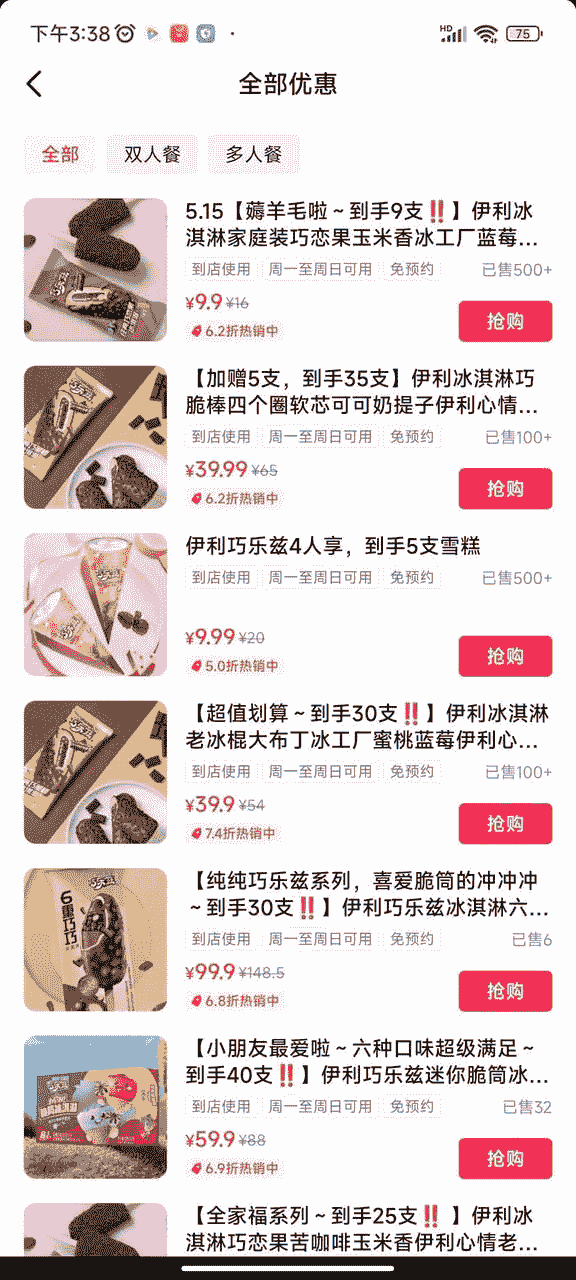 下午3:38
HD
75
全部优惠
全部
双人餐
多人餐
5.15【薅羊毛啦～到手9支‼️】伊利冰
淇淋家庭装巧恋果玉米香冰工厂蓝莓...
到店使用 周一至周日可用 免预约 已售500+
¥9.9 ¥16
抢购
6.2折热销中
【加赠5支，到手35支】伊利冰淇淋巧
脆棒四个圈软芯可可奶提子伊利心情...
到店使用 周一至周日可用 免预约 已售100+
¥39.99 ¥65
抢购
6.2折热销中
伊利巧乐兹4人享，到手5支雪糕
到店使用 周一至周日可用 免预约 已售500+
¥9.99 ¥20
抢购
5.0折热销中
【超值划算～到手30支‼️】伊利冰淇淋
老冰棍大布丁冰工厂蜜桃蓝莓伊利心...
到店使用 周一至周日可用 免预约 已售100+
¥39.9 ¥54
抢购
7.4折热销中
6重巧巧
【纯纯巧乐兹系列，喜爱脆筒的冲冲冲
～到手30支‼️】伊利巧乐兹冰淇淋六...
到店使用 周一至周日可用 免预约 已售6
¥99.9 ¥148.5
抢购
6.8折热销中
【小朋友最爱啦～六种口味超级满足～
到手40支‼️】伊利巧乐兹迷你脆筒冰...
到店使用 周一至周日可用 免预约 已售32
¥59.9 ¥88
抢购
6.9折热销中
【全家福系列～到手25支‼️】伊利冰
淇淋巧恋果苦咖啡玉米香伊利心情老...